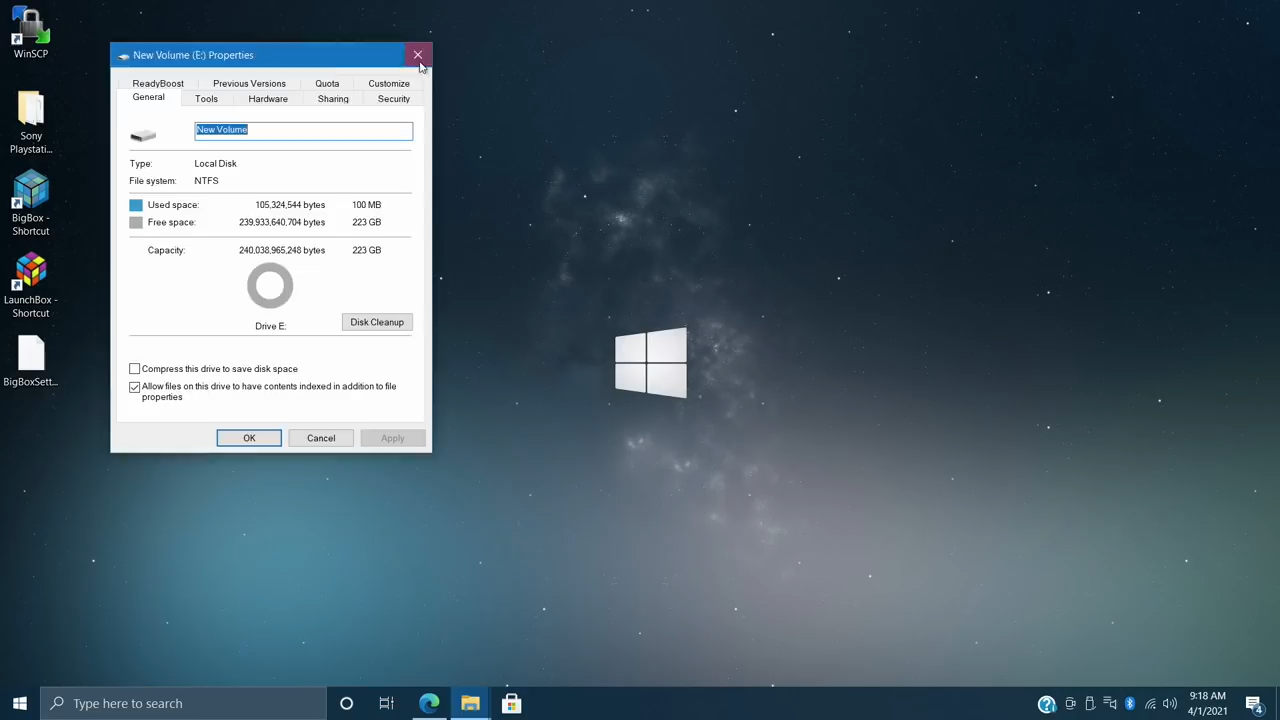 WinSCP
Sony
Playstati...
BigBox -
Shortcut
LaunchBox -
Shortcut
BigBoxSett...
New Volume (E:) Properties
ReadyBoost Previous Versions Quota Customize
General Tools Hardware Sharing Security
New Volume
Type: Local Disk
File system: NTFS
Used space: 105,324,544 bytes 100 MB
Free space: 239,933,640,704 bytes 223 GB
Capacity: 240,038,965,248 bytes 223 GB
Drive E: Disk Cleanup
Compress this drive to save disk space
Allow files on this drive to have contents indexed in addition to file
properties
OK Cancel Apply
Type here to search
9:18 AM
4/1/2021
4